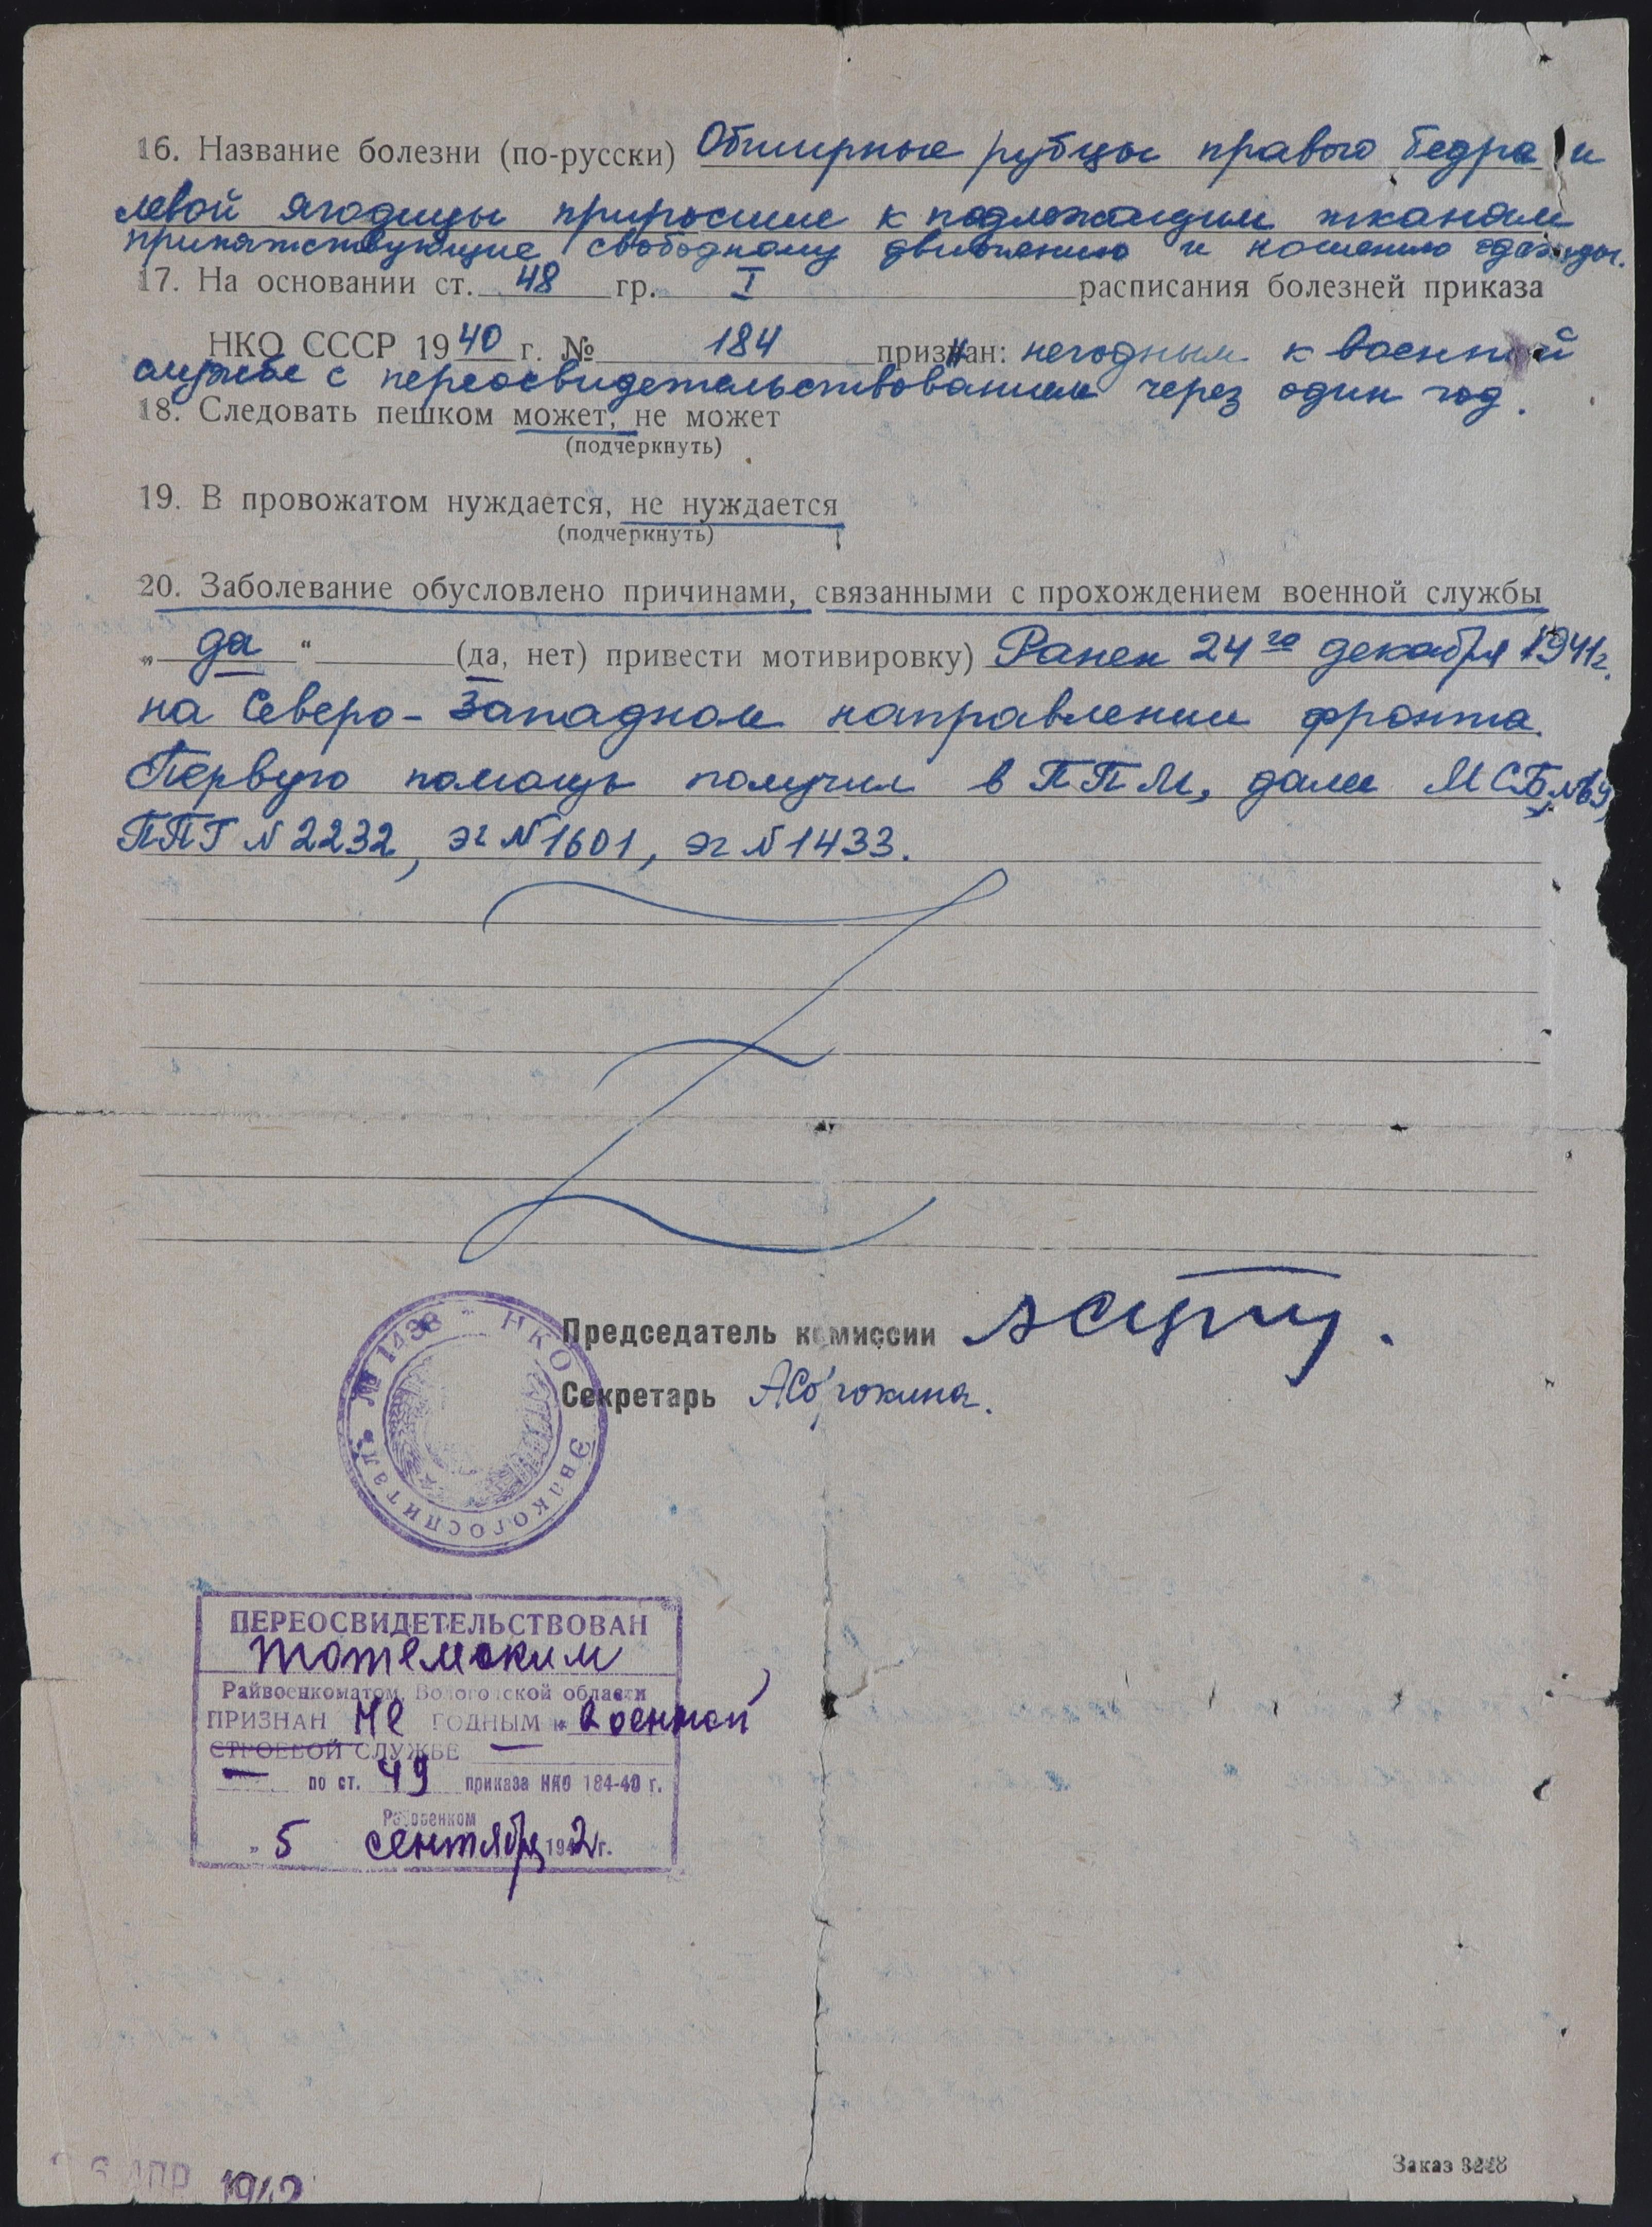 16. Название болезни (по-русски) Обширные рубцы правого бедра и
левой ягодицы приросшие к подлежащим тканям
припятствующие свободному движению и ношению одежды.
17. На основании ст. 48 гр. I расписания болезней приказа
НКО СССР 1940 г. № 184 признан: негодным к военной
службе с переосвидетельствованием через один год.
18. Следовать пешком может, не может
(подчеркнуть)
19. В провожатом нуждается, не нуждается
(подчеркнуть)
20. Заболевание обусловлено причинами, связанными с прохождением военной службы
„ да “ (да, нет) привести мотивировку) Ранен 24го декабря 1941г.
на Северо-Западном направлении фронта.
Первую помощь получил в ППМ, далее МСБ
ППГ N 2232, эг N 1601, эг N 1433.
Председатель комиссии
Секретарь
НКО Эвакогоспиталь № 1433
ПЕРЕОСВИДЕТЕЛЬСТВОВАН
Тотемским
Райвоенкоматом, Вологодской области
ПРИЗНАН Не ГОДНЫМ к военной
СТРОЕВОЙ СЛУЖБЕ —
— по ст. 49 приказа НКО 184-40 г.
Райвоенком
„ 5 сентября 1942 г.
АПР 1942
Заказ